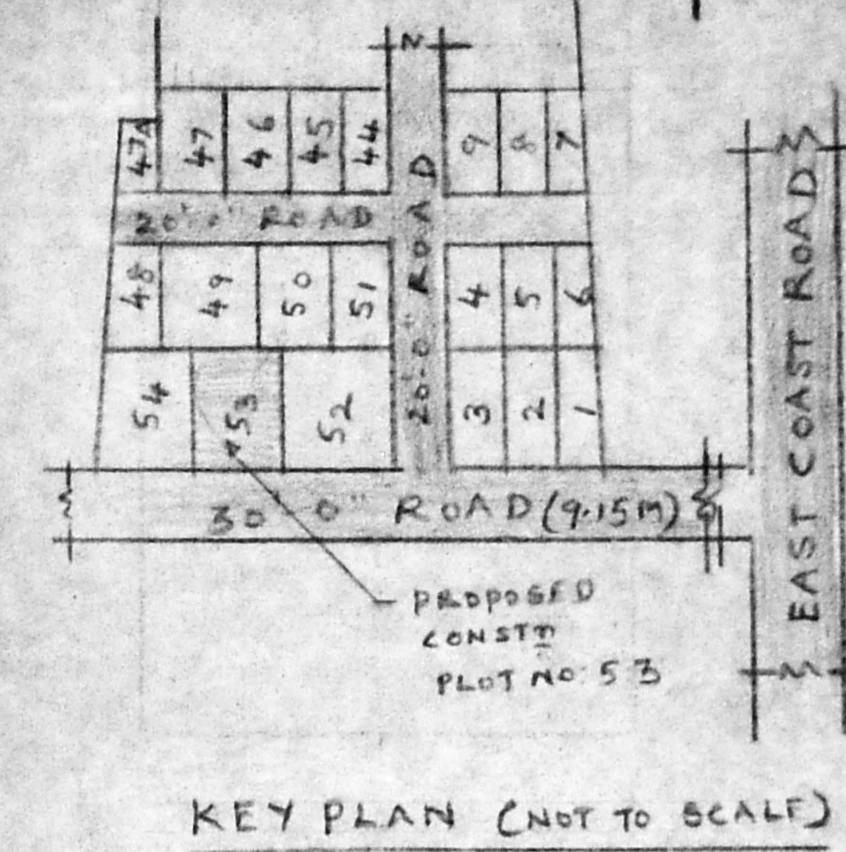 47A 47 46 45 44
9 8 7
20'-0" ROAD
20'-0" ROAD
48 49 50 51
4 5 6
54 53 52
3 2 1
30'-0" ROAD (9.15M)
EAST COAST ROAD
PROPOSED
CONSTN
PLOT NO: 53
KEY PLAN (NOT TO SCALE)